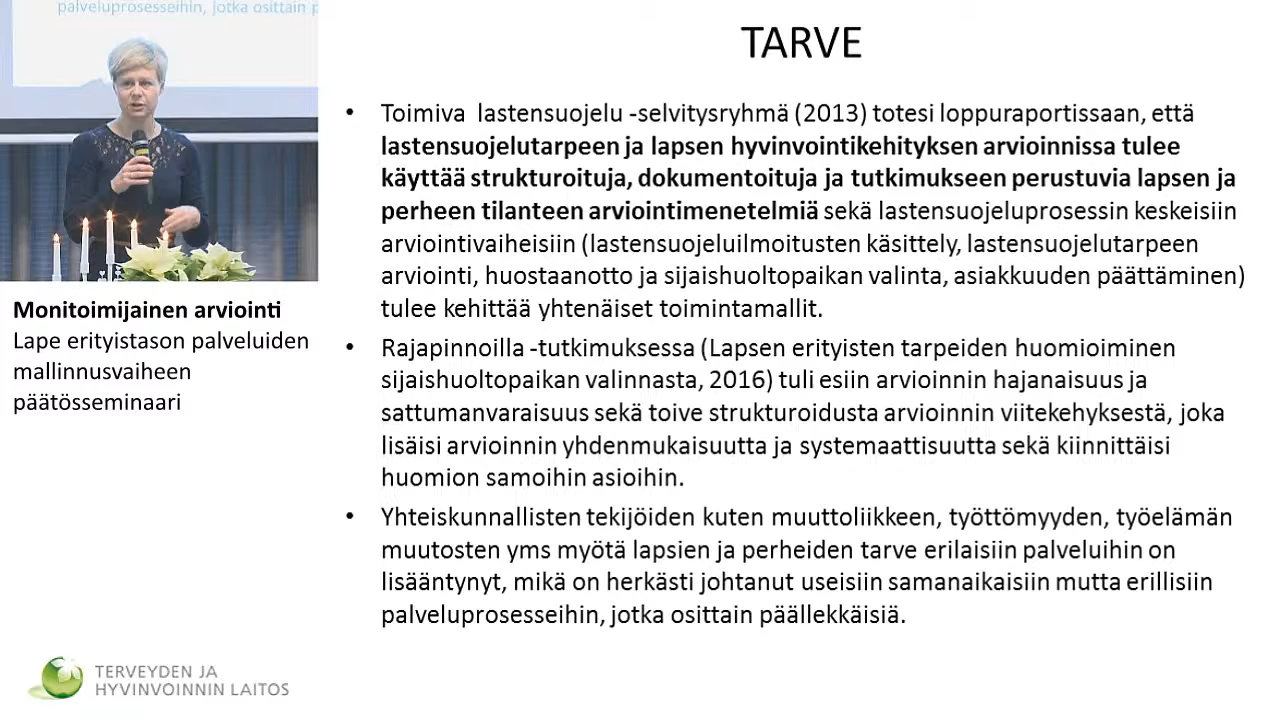 palveluprosesseihin, jotka osittain p
TARVE
• Toimiva lastensuojelu -selvitysryhmä (2013) totesi loppuraportissaan, että
lastensuojelutarpeen ja lapsen hyvinvointikehityksen arvioinnissa tulee
käyttää strukturoituja, dokumentoituja ja tutkimukseen perustuvia lapsen ja
perheen tilanteen arviointimenetelmiä sekä lastensuojeluprosessin keskeisiin
arviointivaiheisiin (lastensuojeluilmoitusten käsittely, lastensuojelutarpeen
arviointi, huostaanotto ja sijaishuoltopaikan valinta, asiakkuuden päättäminen)
tulee kehittää yhtenäiset toimintamallit.
• Rajapinnoilla -tutkimuksessa (Lapsen erityisten tarpeiden huomioiminen
sijaishuoltopaikan valinnasta, 2016) tuli esiin arvioinnin hajanaisuus ja
sattumanvaraisuus sekä toive strukturoidusta arvioinnin viitekehyksestä, joka
lisäisi arvioinnin yhdenmukaisuutta ja systemaattisuutta sekä kiinnittäisi
huomion samoihin asioihin.
• Yhteiskunnallisten tekijöiden kuten muuttoliikkeen, työttömyyden, työelämän
muutosten yms myötä lapsien ja perheiden tarve erilaisiin palveluihin on
lisääntynyt, mikä on herkästi johtanut useisiin samanaikaisiin mutta erillisiin
palveluprosesseihin, jotka osittain päällekkäisiä.
Monitoimijainen arviointi
Lape erityistason palveluiden
mallinnusvaiheen
päätösseminaari
TERVEYDEN JA
HYVINVOINNIN LAITOS